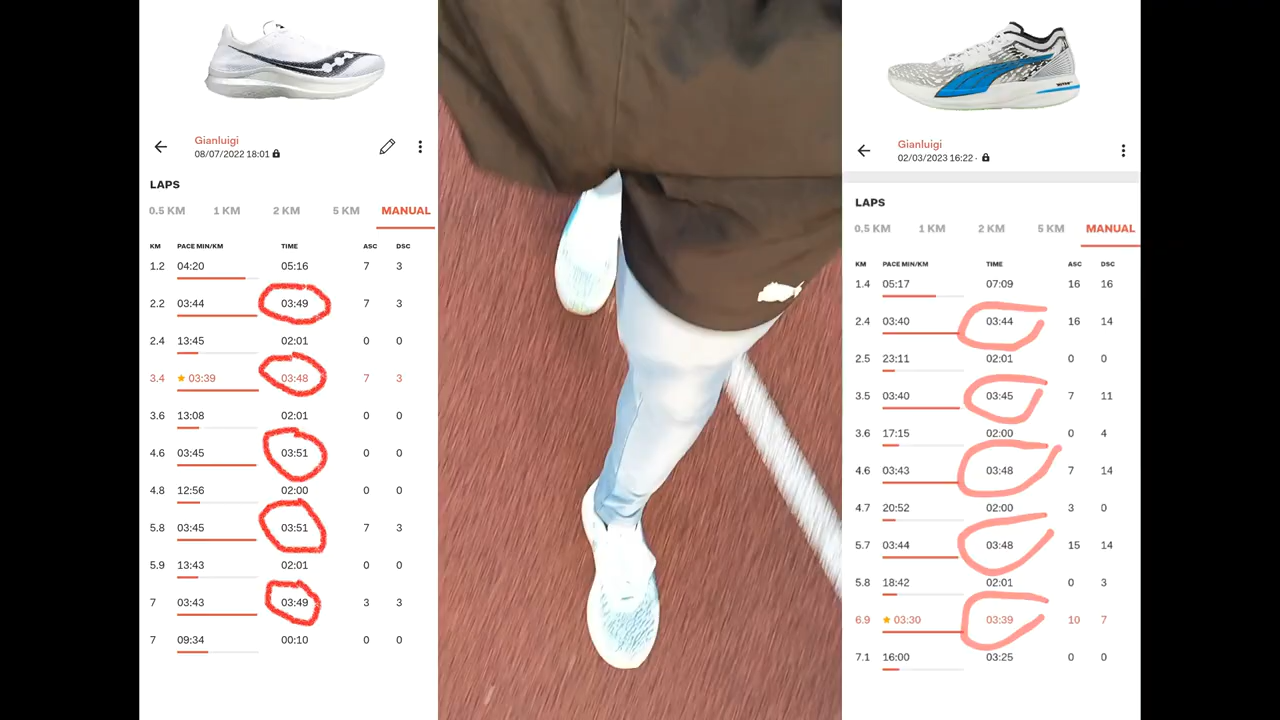 Gianluigi
08/07/2022 18:01
LAPS
0.5 KM 1 KM 2 KM 5 KM MANUAL
KM PACE MIN/KM TIME ASC DSC
1.2 04:20 05:16 7 3
2.2 03:44 03:49 7 3
2.4 13:45 02:01 0 0
3.4 03:39 03:48 7 3
3.6 13:08 02:01 0 0
4.6 03:45 03:51 0 0
4.8 12:56 02:00 0 0
5.8 03:45 03:51 7 3
5.9 13:43 02:01 0 0
7 03:43 03:49 3 3
7 09:34 00:10 0 0
Gianluigi
02/03/2023 16:22 ·
LAPS
0.5 KM 1 KM 2 KM 5 KM MANUAL
KM PACE MIN/KM TIME ASC DSC
1.4 05:17 07:09 16 16
2.4 03:40 03:44 16 14
2.5 23:11 02:01 0 0
3.5 03:40 03:45 7 11
3.6 17:15 02:00 0 4
4.6 03:43 03:48 7 14
4.7 20:52 02:00 3 0
5.7 03:44 03:48 15 14
5.8 18:42 02:01 0 3
6.9 03:30 03:39 10 7
7.1 16:00 03:25 0 0